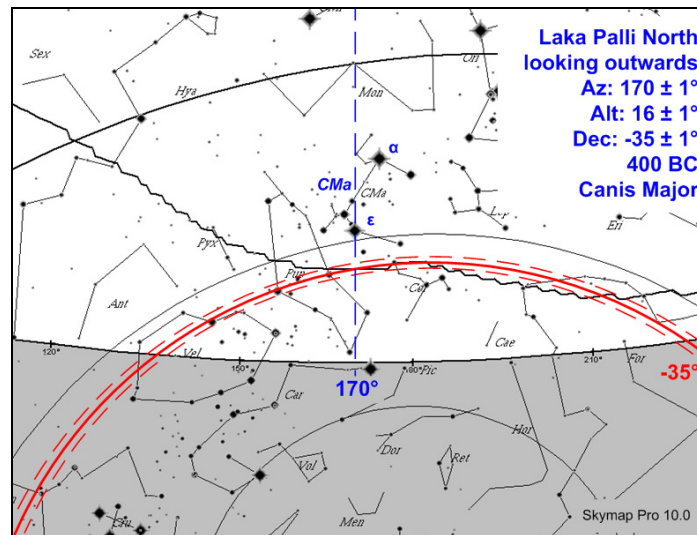 Laka Palli North
looking outwards
Az: 170 ± 1°
Alt: 16 ± 1°
Dec: -35 ± 1°
400 BC
Canis Major
Sex
Hya
Mon
Ori
α
CMa
CMa
ε
Eri
Pyx
Pup
Col
Ant
Cae
Vel
120°
150°
170°
180°
Pic
210°
For
-35°
Car
Hor
Dor
Vol
Ret
Men
Skymap Pro 10.0